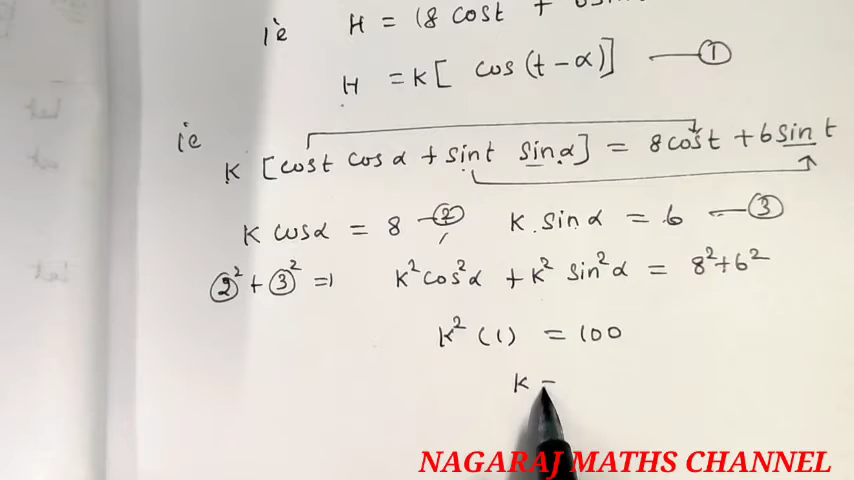 ie H = (8 cost +
H = K [ cos (t - α)] — ①
ie
K [cost cosα + sint sinα] = 8cost + 6sint
K cosα = 8 — ② K. sinα = 6 — ③
②² + ③² ⇒ K²cos²α + K² sin²α = 8²+6²
K² (1) = 100
K =
NAGARAJ MATHS CHANNEL